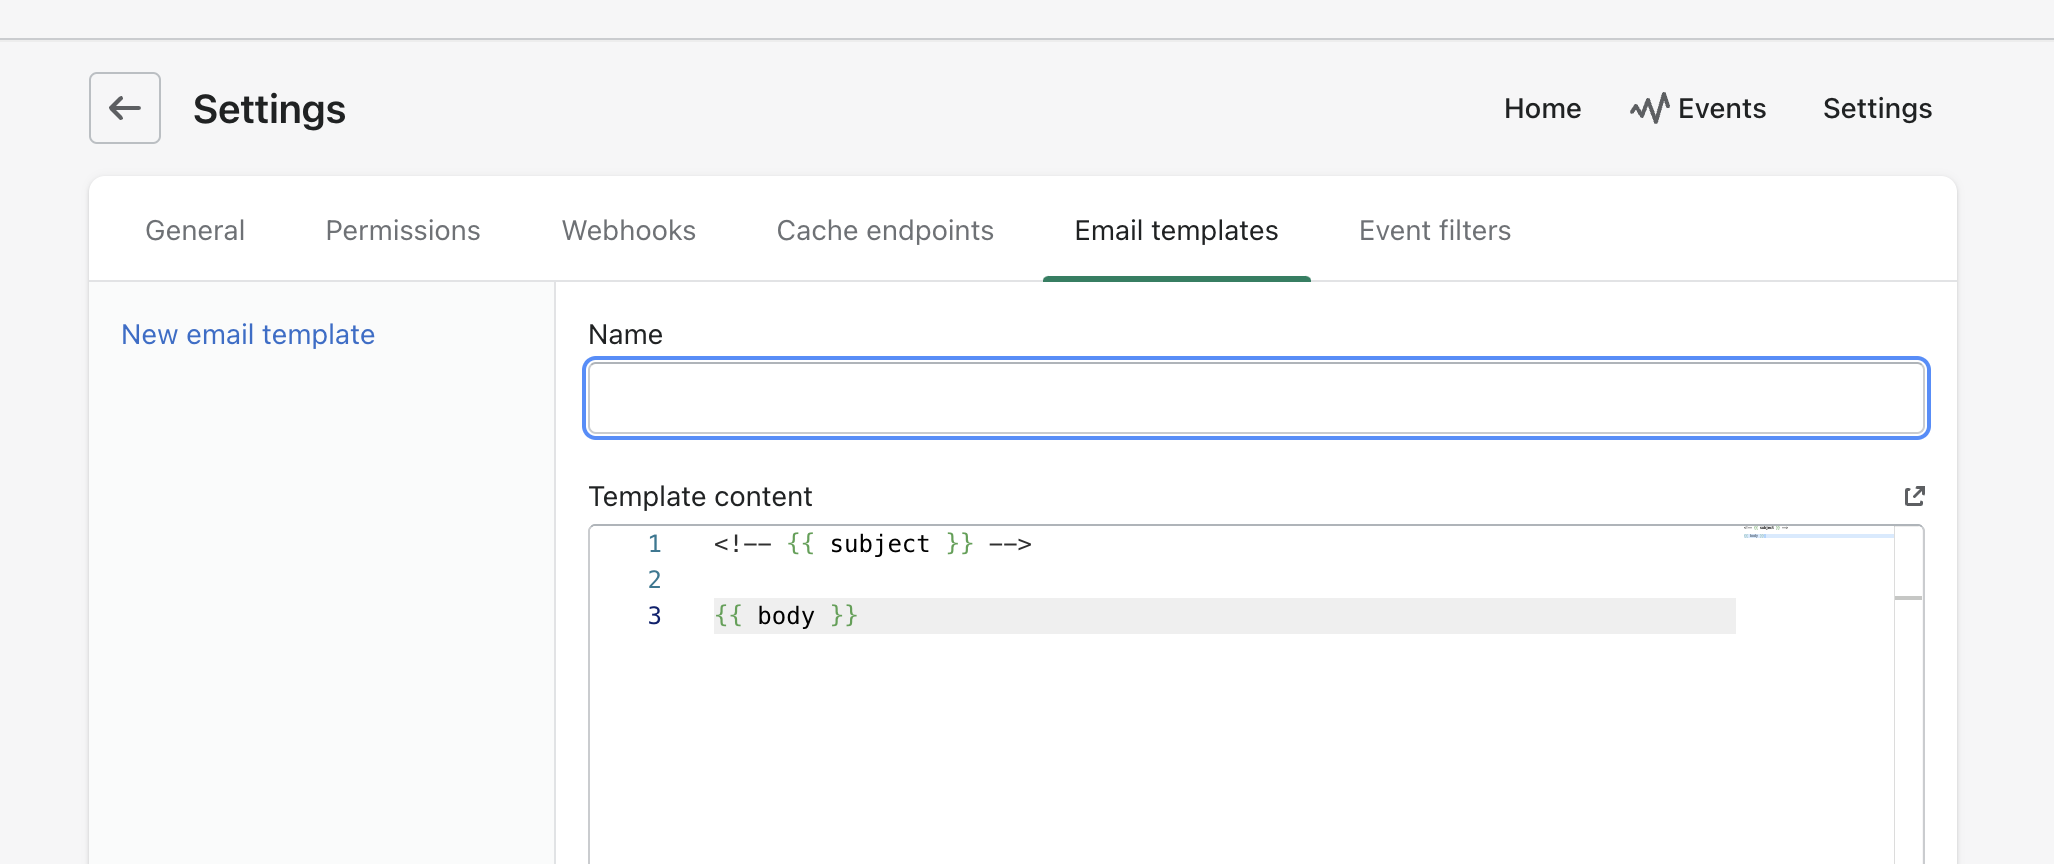 Settings
Home Events Settings
General Permissions Webhooks Cache endpoints Email templates Event filters
New email template
Name
Template content
1 <!-- {{ subject }} -->
2
3 {{ body }}